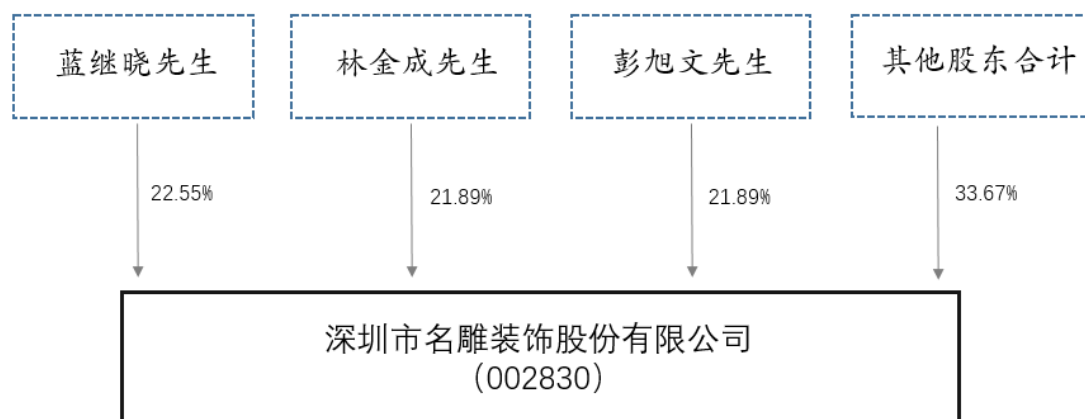 蓝继晓先生
林金成先生
彭旭文先生
其他股东合计
22.55%
21.89%
21.89%
33.67%
深圳市名雕装饰股份有限公司
（002830）